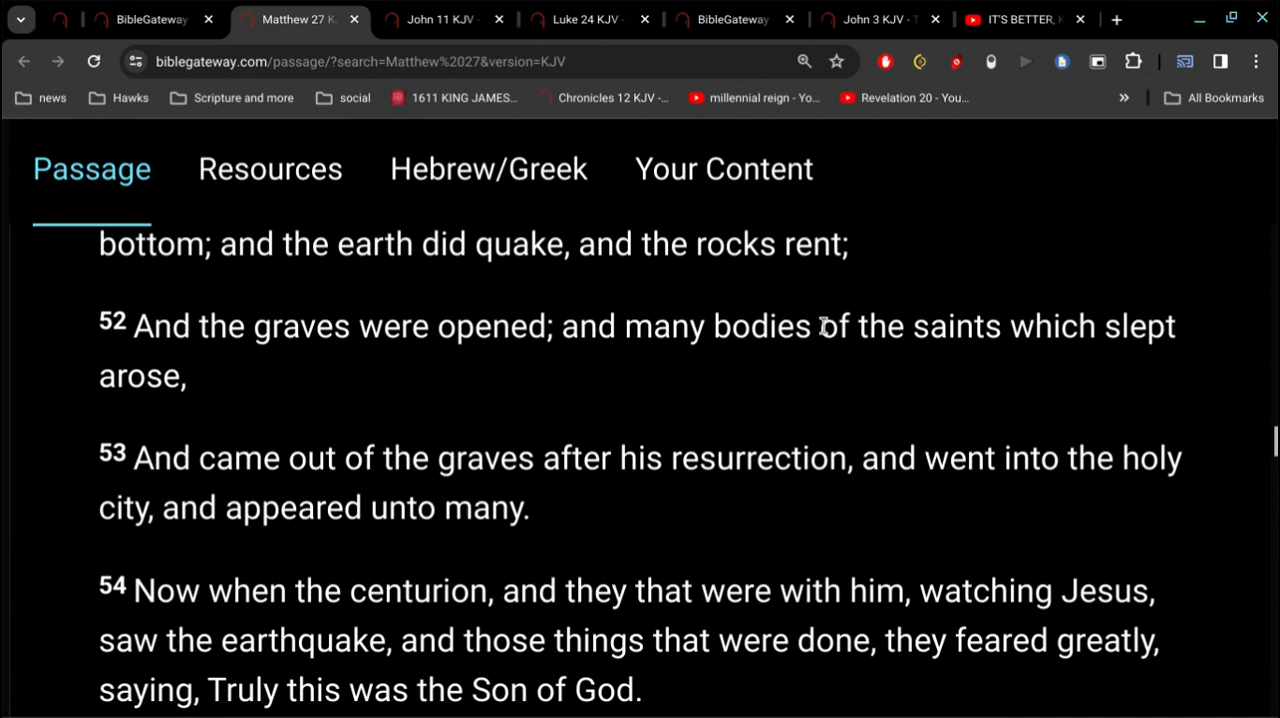 BibleGateway
Matthew 27 K
John 11 KJV -
Luke 24 KJV -
BibleGateway
John 3 KJV - T
IT'S BETTER,
biblegateway.com/passage/?search=Matthew%2027&version=KJV
news
Hawks
Scripture and more
social
1611 KING JAMES...
Chronicles 12 KJV -...
millennial reign - Yo...
Revelation 20 - You...
»
All Bookmarks
Passage
Resources
Hebrew/Greek
Your Content
bottom; and the earth did quake, and the rocks rent;
52 And the graves were opened; and many bodies of the saints which slept
arose,
53 And came out of the graves after his resurrection, and went into the holy
city, and appeared unto many.
54 Now when the centurion, and they that were with him, watching Jesus,
saw the earthquake, and those things that were done, they feared greatly,
saying, Truly this was the Son of God.